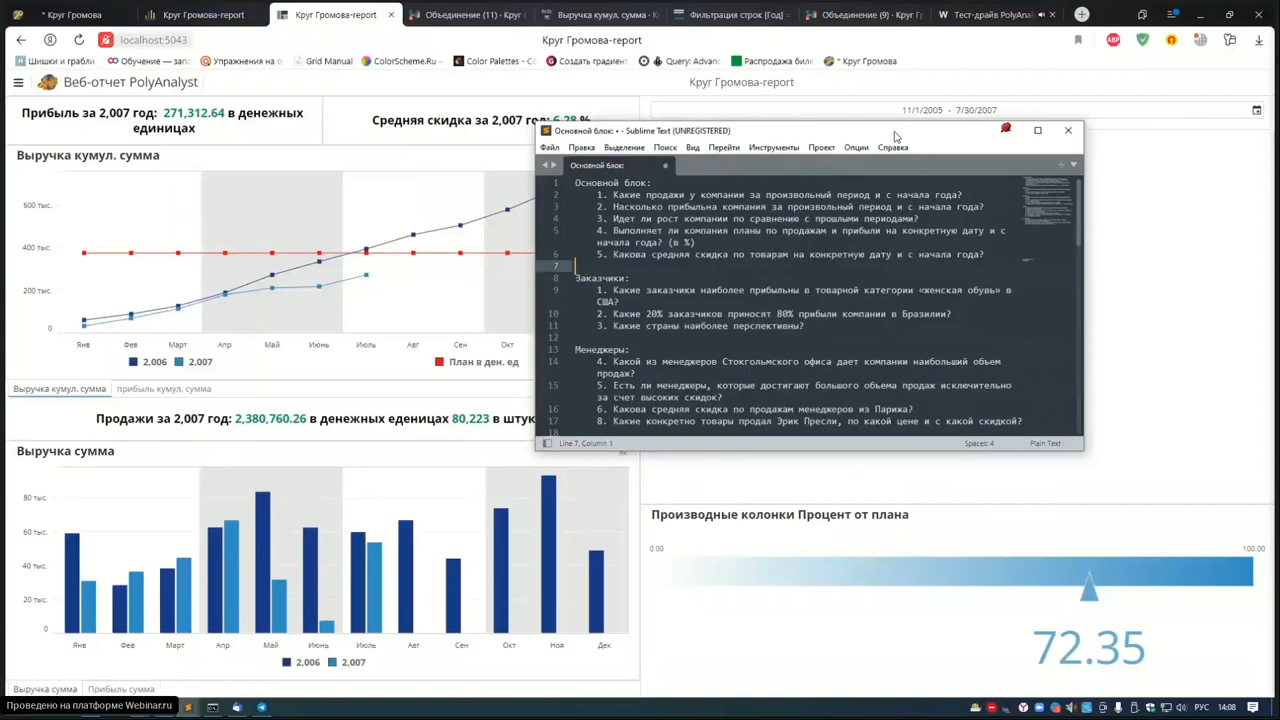 * Круг Громова
Круг Громова-report
Круг Громова-report
Объединение (11) · Круг Г
Выручка кумул. сумма · К
Фильтрация строк [Год] –
Объединение (9) · Круг Гр
Тест-драйв PolyAnal
localhost:5043
Круг Громова-report
Шишки и грабли
Обучение — запо
Упражнения на
Grid Manual
ColorScheme.Ru –
Color Palettes - Co
Создать градиент
Query: Advanc
Распродажа биле
* Круг Громова
Веб-отчет PolyAnalyst
Круг Громова-report
Прибыль за 2,007 год: 271,312.64 в денежных
единицах
Средняя скидка за 2,007 год: 6.28 %
11/1/2005 - 7/30/2007
Выручка кумул. сумма
600 тыс.
400 тыс.
200 тыс.
0
Янв Фев Март Апр Май Июнь Июль Авг Сен Окт
2,006 2,007 План в ден. ед
Выручка кумул. сумма прибыль кумул. сумма
Основной блок: • - Sublime Text (UNREGISTERED)
Файл Правка Выделение Поиск Вид Перейти Инструменты Проект Опции Справка
Основной блок:
1 Основной блок:
2 1. Какие продажи у компании за произвольный период и с начала года?
3 2. Насколько прибыльна компания за произвольный период и с начала года?
4 3. Идет ли рост компании по сравнению с прошлыми периодами?
5 4. Выполняет ли компания планы по продажам и прибыли на конкретную дату и с
начала года? (в %)
6 5. Какова средняя скидка по товарам на конкретную дату и с начала года?
7
8 Заказчики:
9 1. Какие заказчики наиболее прибыльны в товарной категории «женская обувь» в
США?
10 2. Какие 20% заказчиков приносят 80% прибыли компании в Бразилии?
11 3. Какие страны наиболее перспективны?
12
13 Менеджеры:
14 4. Какой из менеджеров Стокгольмского офиса дает компании наибольший объем
продаж?
15 5. Есть ли менеджеры, которые достигают большого объема продаж исключительно
за счет высоких скидок?
16 6. Какова средняя скидка по продажам менеджеров из Парижа?
17 8. Какие конкретно товары продал Эрик Пресли, по какой цене и с какой скидкой?
18
Line 7, Column 1 Spaces: 4 Plain Text
Продажи за 2,007 год: 2,380,760.26 в денежных еденицах 80,223 в штук
Выручка сумма
80 тыс.
60 тыс.
40 тыс.
20 тыс.
0
Янв Фев Март Апр Май Июнь Июль Авг Сен Окт Ноя Дек
2,006 2,007
Выручка сумма Прибыль сумма
Производные колонки Процент от плана
0.00 100.00
72.35
Проведено на платформе Webinar.ru
РУС 14:08